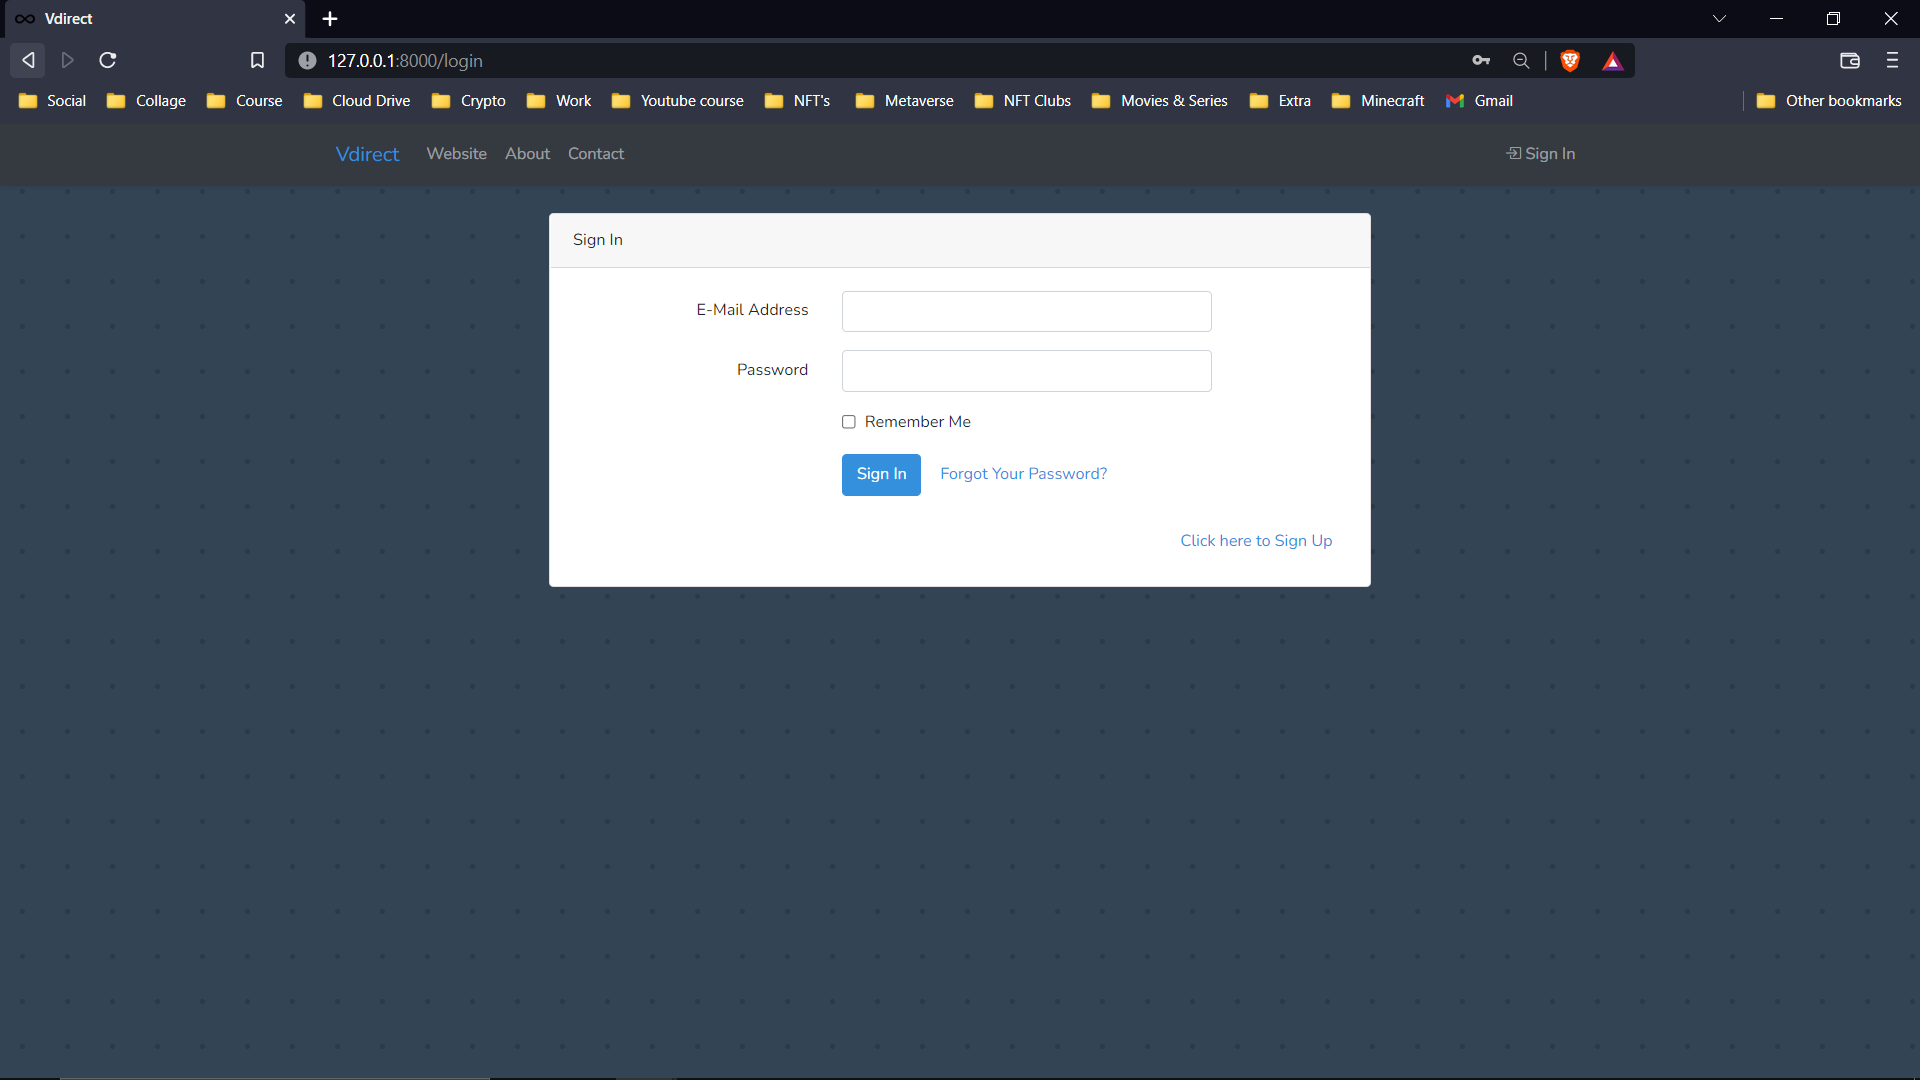 Vdirect
127.0.0.1:8000/login
Social Collage Course Cloud Drive Crypto Work Youtube course NFT's Metaverse NFT Clubs Movies & Series Extra Minecraft Gmail Other bookmarks
Vdirect Website About Contact Sign In
Sign In
E-Mail Address
Password
Remember Me
Sign In Forgot Your Password?
Click here to Sign Up